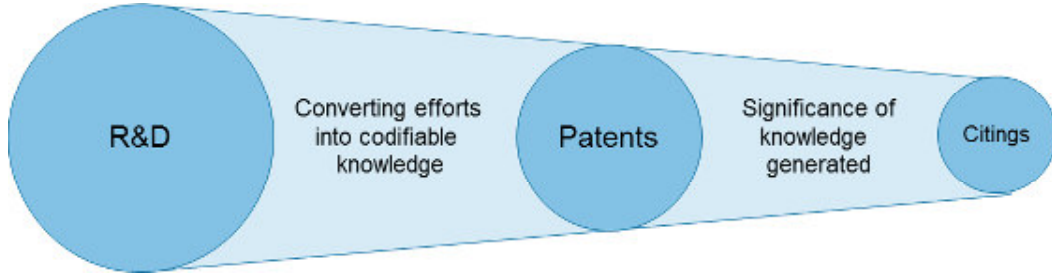 R&D
Converting efforts
into codifiable
knowledge
Patents
Significance of
knowledge
generated
Citings